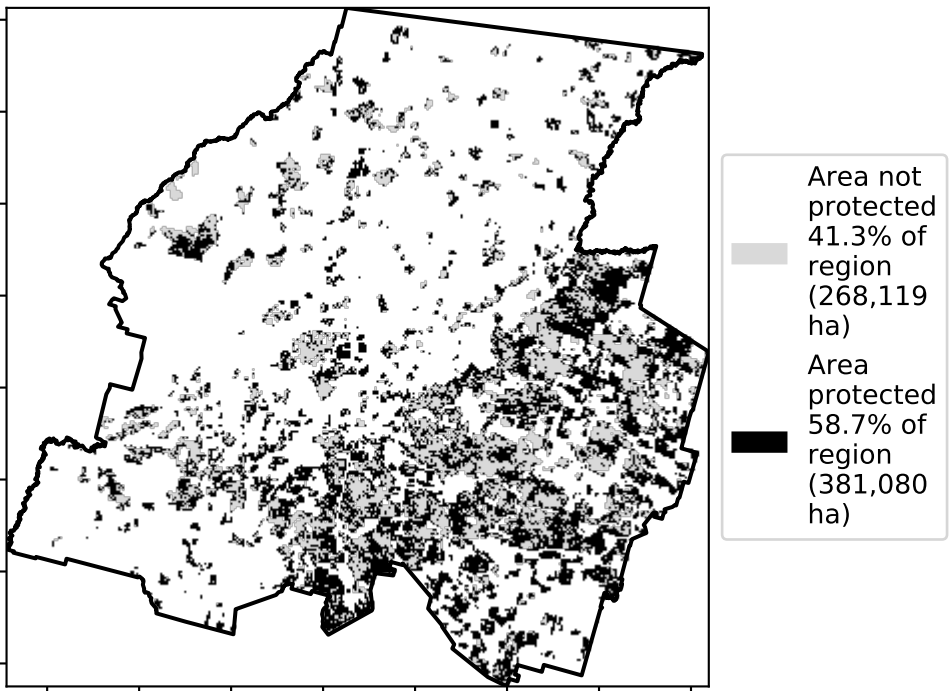 Area not
protected
41.3% of
region
(268,119
ha)
Area
protected
58.7% of
region
(381,080
ha)